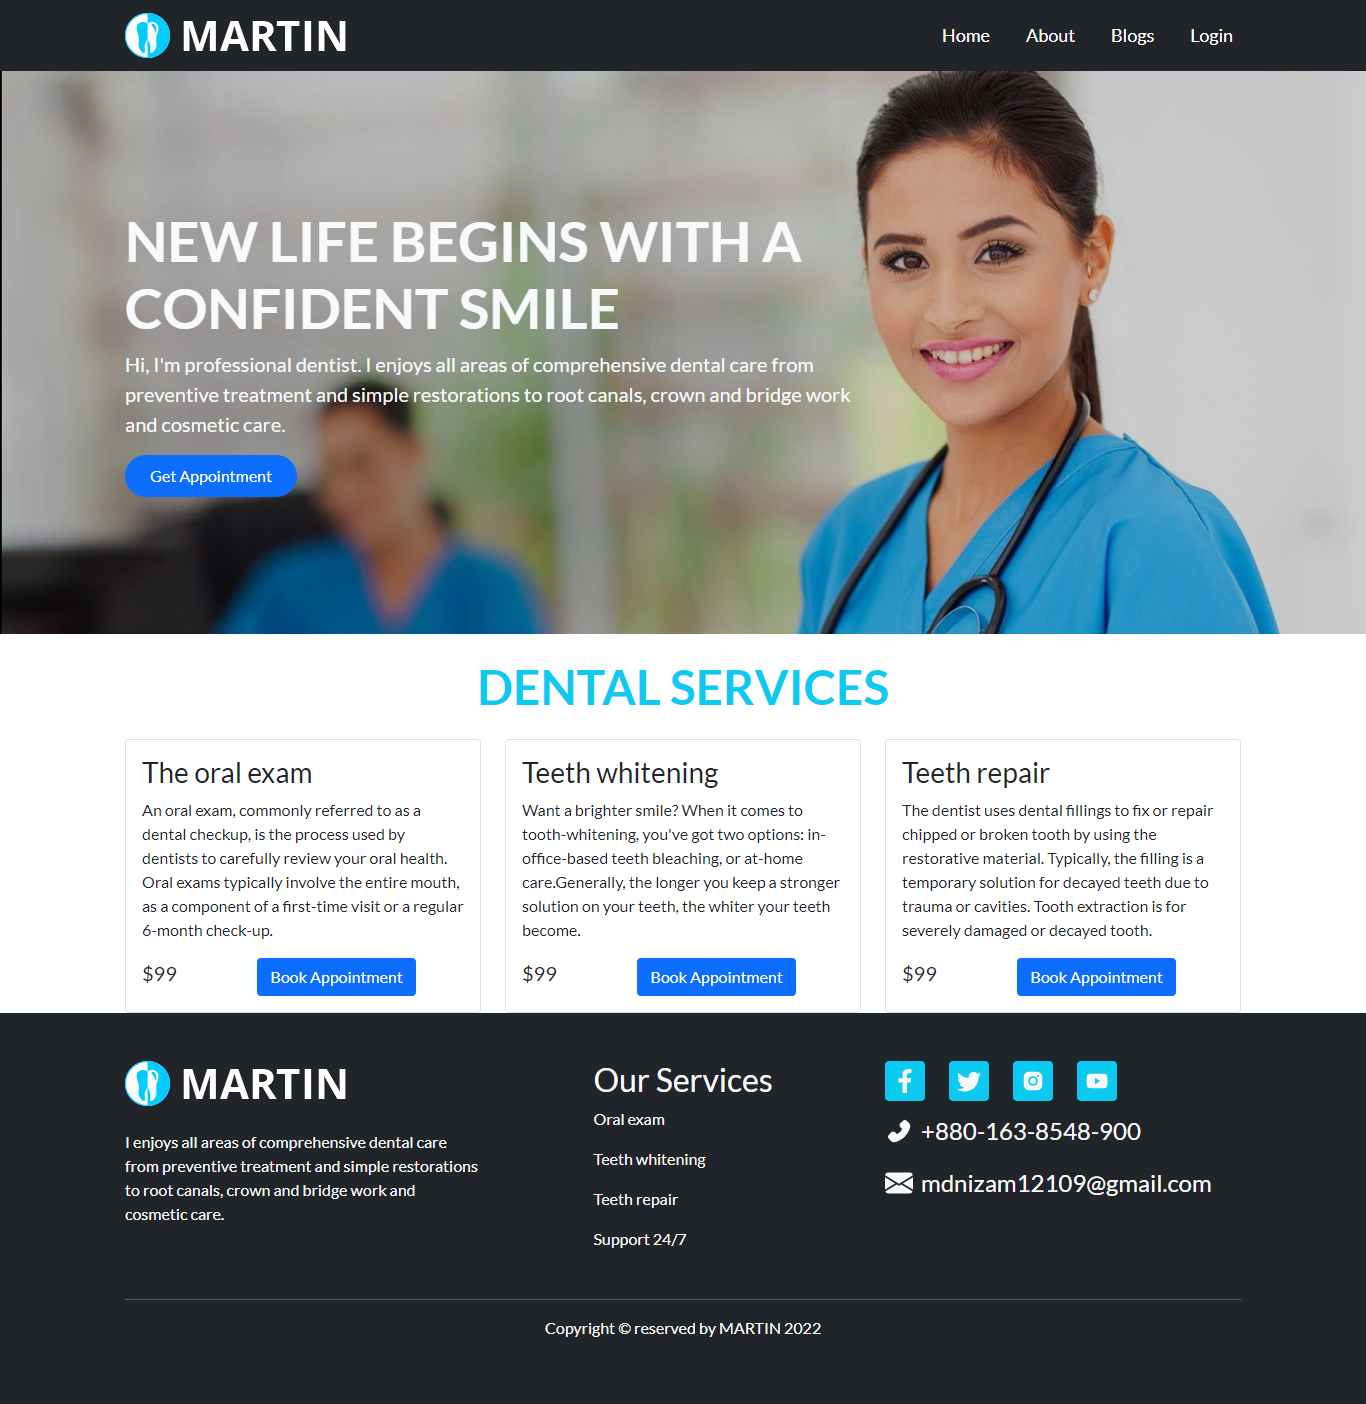 MARTIN
Home About Blogs Login
NEW LIFE BEGINS WITH A
CONFIDENT SMILE
Hi, I'm professional dentist. I enjoys all areas of comprehensive dental care from
preventive treatment and simple restorations to root canals, crown and bridge work
and cosmetic care.
Get Appointment
DENTAL SERVICES
The oral exam
An oral exam, commonly referred to as a
dental checkup, is the process used by
dentists to carefully review your oral health.
Oral exams typically involve the entire mouth,
as a component of a first-time visit or a regular
6-month check-up.
$99
Book Appointment
Teeth whitening
Want a brighter smile? When it comes to
tooth-whitening, you've got two options: in-
office-based teeth bleaching, or at-home
care.Generally, the longer you keep a stronger
solution on your teeth, the whiter your teeth
become.
$99
Book Appointment
Teeth repair
The dentist uses dental fillings to fix or repair
chipped or broken tooth by using the
restorative material. Typically, the filling is a
temporary solution for decayed teeth due to
trauma or cavities. Tooth extraction is for
severely damaged or decayed tooth.
$99
Book Appointment
MARTIN
I enjoys all areas of comprehensive dental care
from preventive treatment and simple restorations
to root canals, crown and bridge work and
cosmetic care.
Our Services
Oral exam
Teeth whitening
Teeth repair
Support 24/7
+880-163-8548-900
mdnizam12109@gmail.com
Copyright © reserved by MARTIN 2022